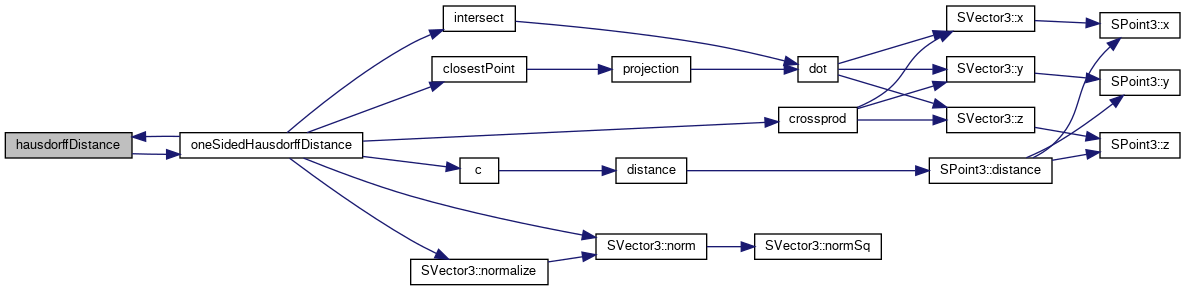 hausdorffDistance
oneSidedHausdorffDistance
intersect
closestPoint
projection
dot
crossprod
c
distance
SVector3::norm
SVector3::normSq
SVector3::normalize
SVector3::x
SVector3::y
SVector3::z
SPoint3::distance
SPoint3::x
SPoint3::y
SPoint3::z